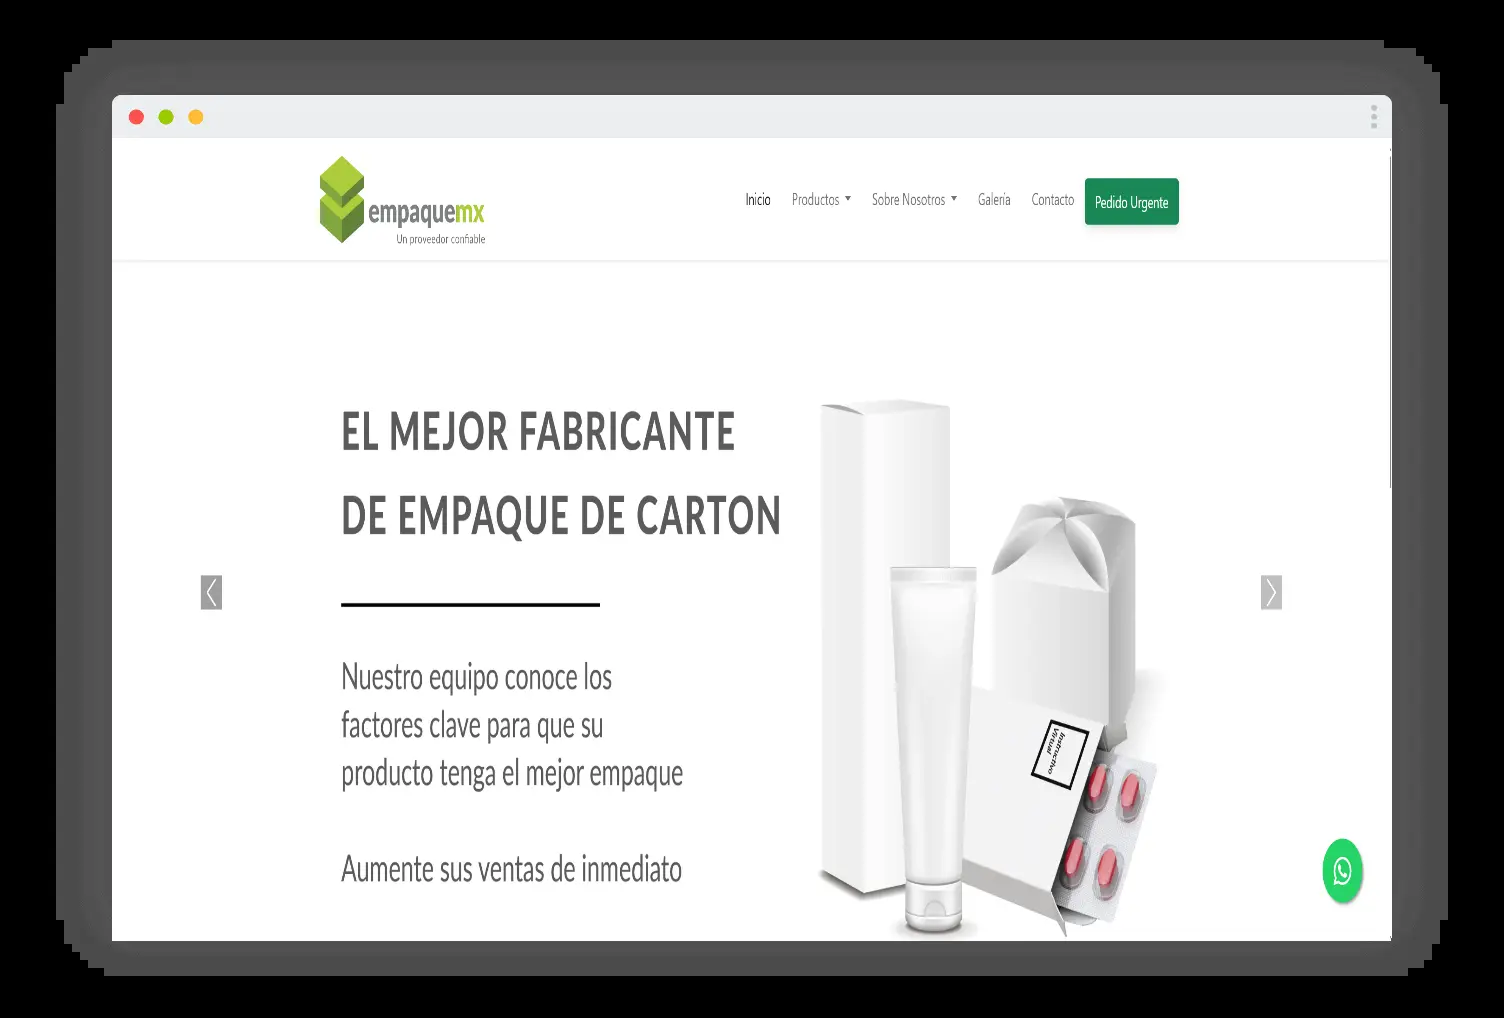 empaquemx
Un proveedor confiable
Inicio
Productos
Sobre Nosotros
Galeria
Contacto
Pedido Urgente
EL MEJOR FABRICANTE
DE EMPAQUE DE CARTON
Nuestro equipo conoce los
factores clave para que su
producto tenga el mejor empaque
Aumente sus ventas de inmediato
Instructivo
Virtual